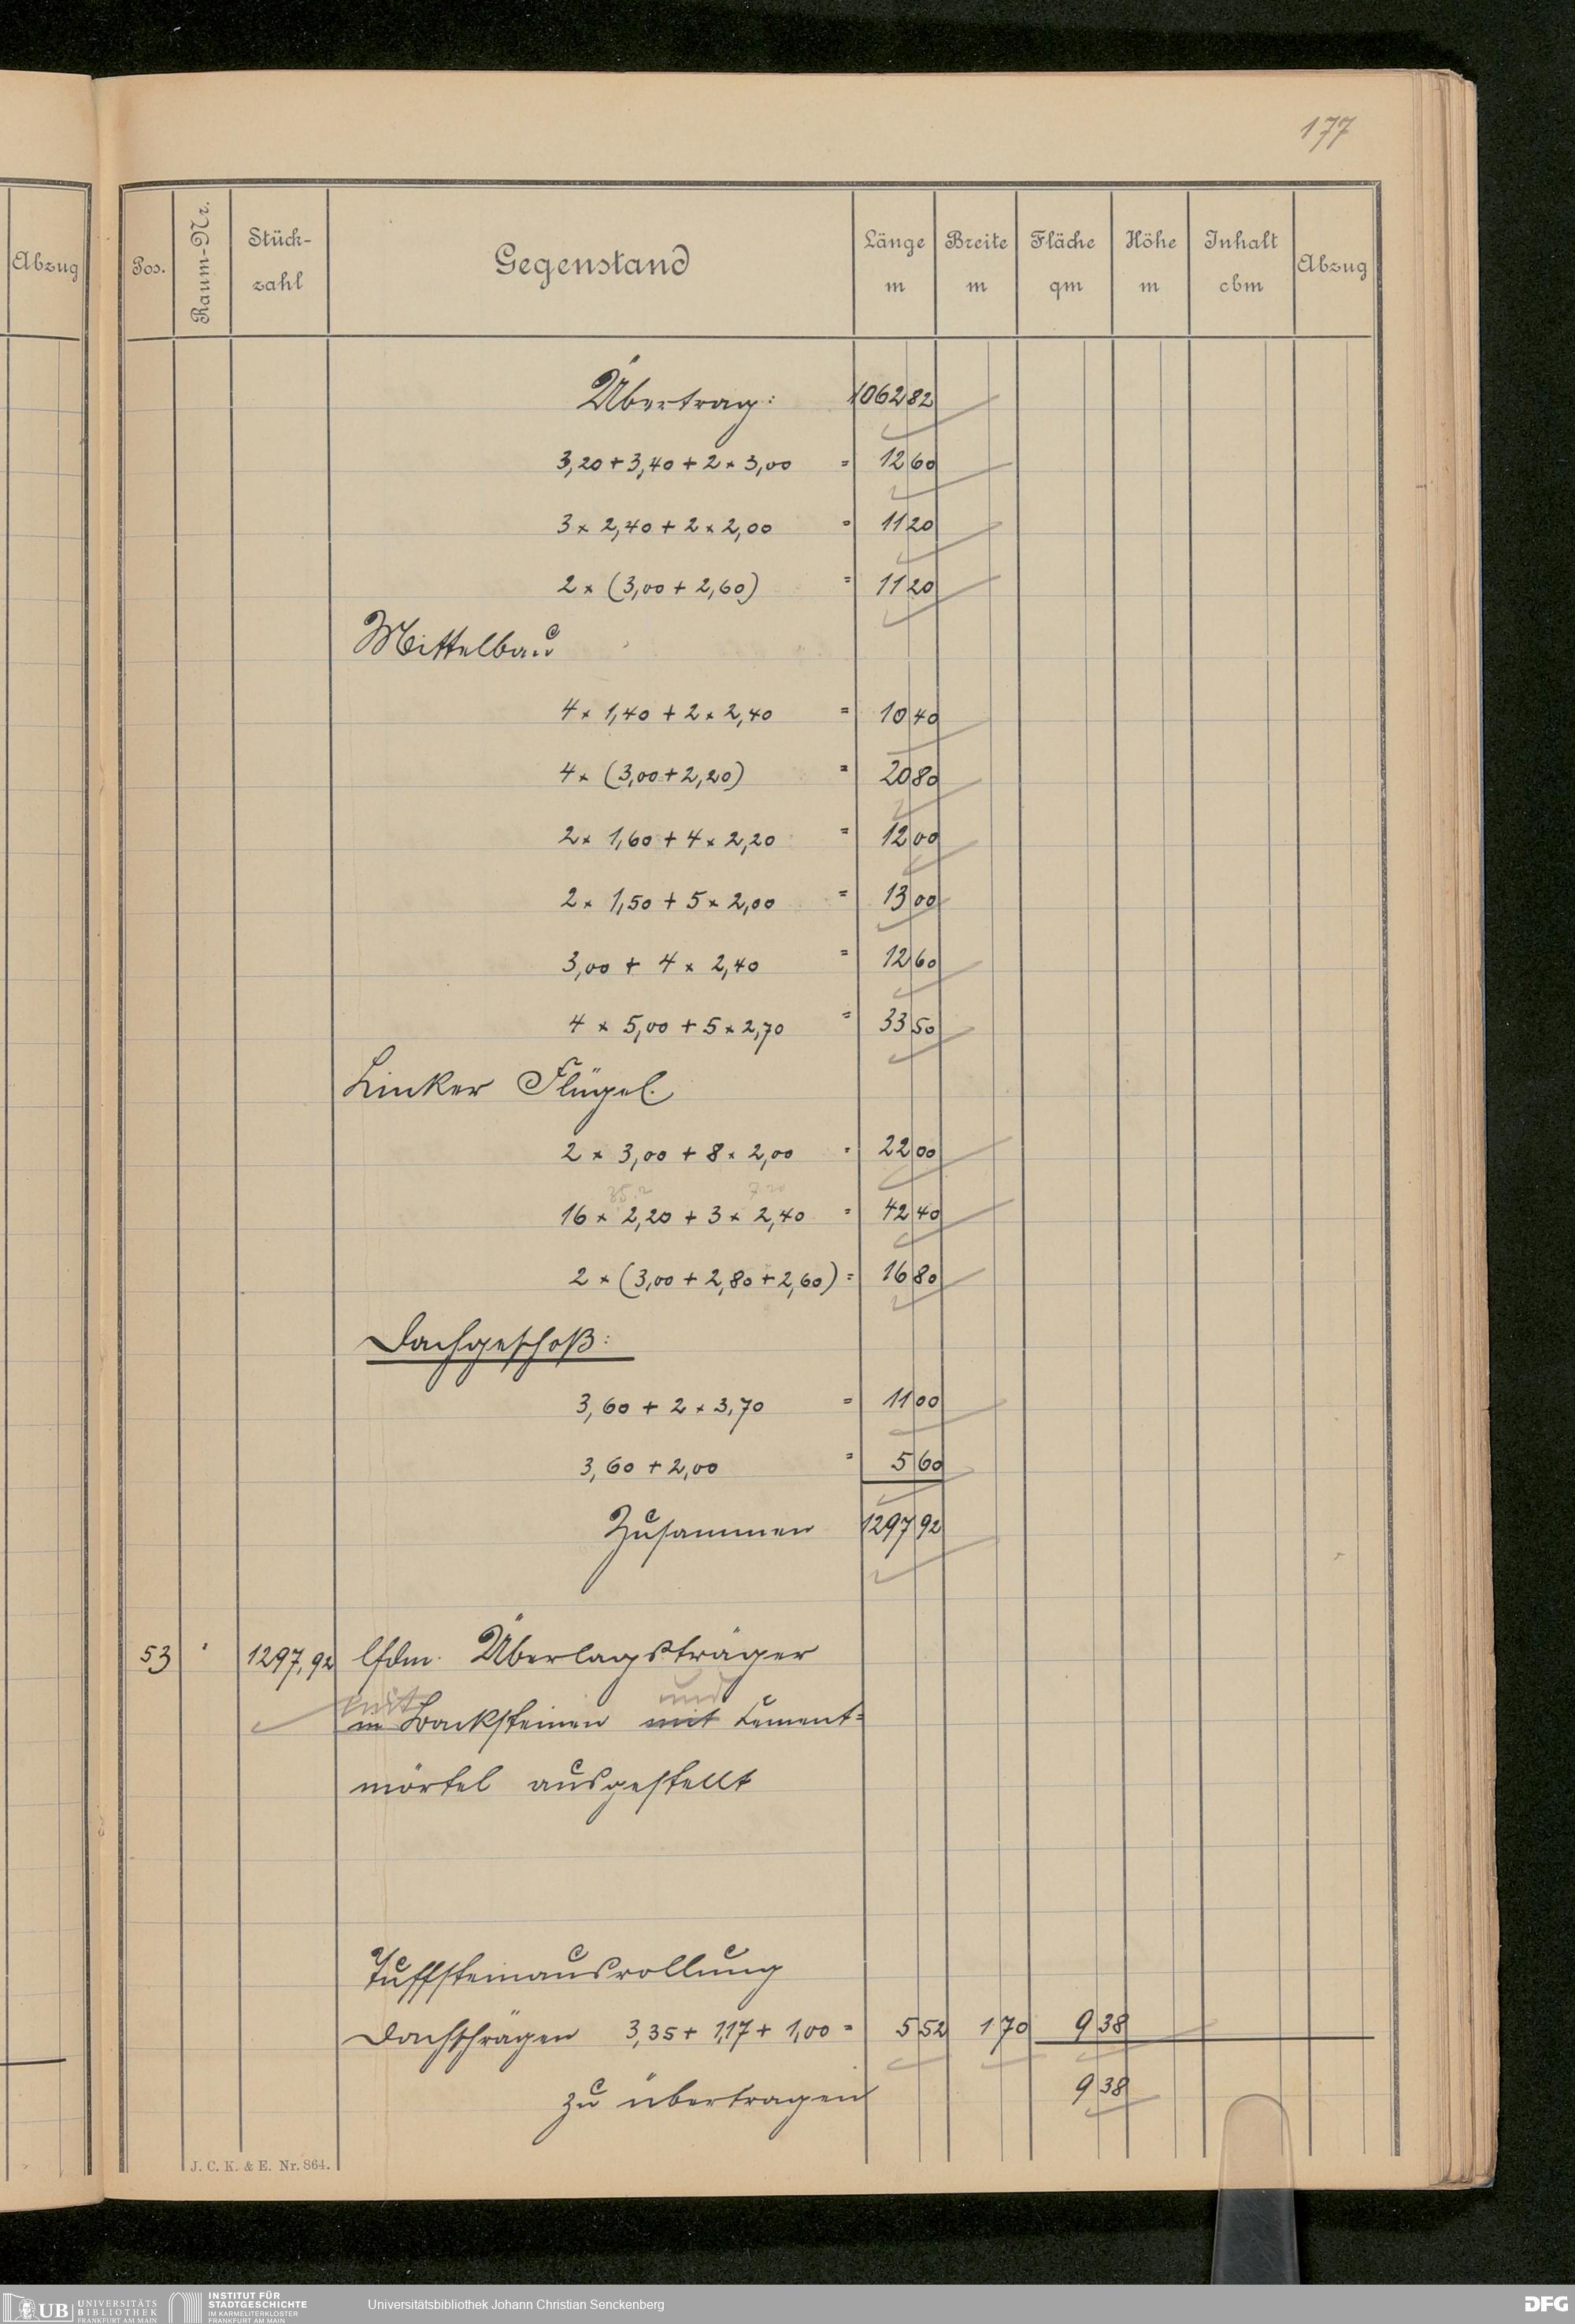 177
Abzug
Pos.
Raum-Nr.
Stück-
zahl
Gegenstand
Länge
m
Breite
m
Fläche
qm
Höhe
m
Inhalt
cbm
Abzug
Übertrag: 1062 82
3,20 + 3,40 + 2 × 3,00 = 12 60
3 × 2,40 + 2 × 2,00 = 11 20
2 × (3,00 + 2,60) = 11 20
Mittelbau
4 × 1,40 + 2 × 2,40 = 10 40
4 × (3,00 + 2,20) = 20 80
2 × 1,60 + 4 × 2,20 = 12 00
2 × 1,50 + 5 × 2,00 = 13 00
3,00 + 4 × 2,40 = 12 60
4 × 5,00 + 5 × 2,70 = 33 50
Linker Flügel.
2 × 3,00 + 8 × 2,00 = 22 00
35.2 7.20
16 × 2,20 + 3 × 2,40 = 42 40
2 × (3,00 + 2,80 + 2,60) = 16 80
Dachgeschoß:
3,60 + 2 × 3,70 = 11 00
3,60 + 2,00 = 5 60
Zusammen 1297 92
53 1297,92 lfdm. Überlagsträger
mit und
in Backsteinen mit Cement=
mörtel ausgestellt
Tuffsteinausrollung
Dachschrägen 3,35 + 1,17 + 1,00 = 5 52 1 70 9 38
zu übertragen 9 38
J. C. K. & E. Nr. 864.
UB UNIVERSITÄTS
BIBLIOTHEK
FRANKFURT AM MAIN
INSTITUT FÜR
STADTGESCHICHTE
IM KARMELITERKLOSTER
FRANKFURT AM MAIN
Universitätsbibliothek Johann Christian Senckenberg
DFG